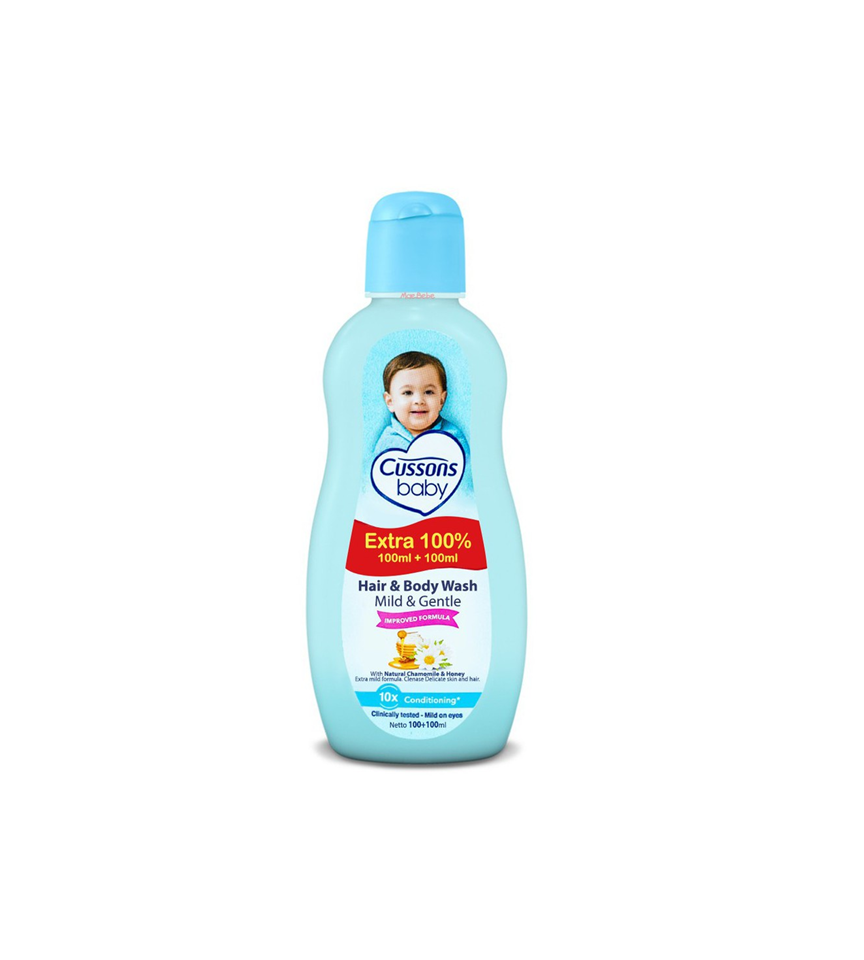 Cussons
baby
Extra 100%
100ml + 100ml
Hair & Body Wash
Mild & Gentle
IMPROVED FORMULA
With Natural Chamomile & Honey
Extra mild formula. Clenase Delicate skin and hair.
10x Conditioning*
Clinically tested - Mild on eyes
Netto 100+100ml